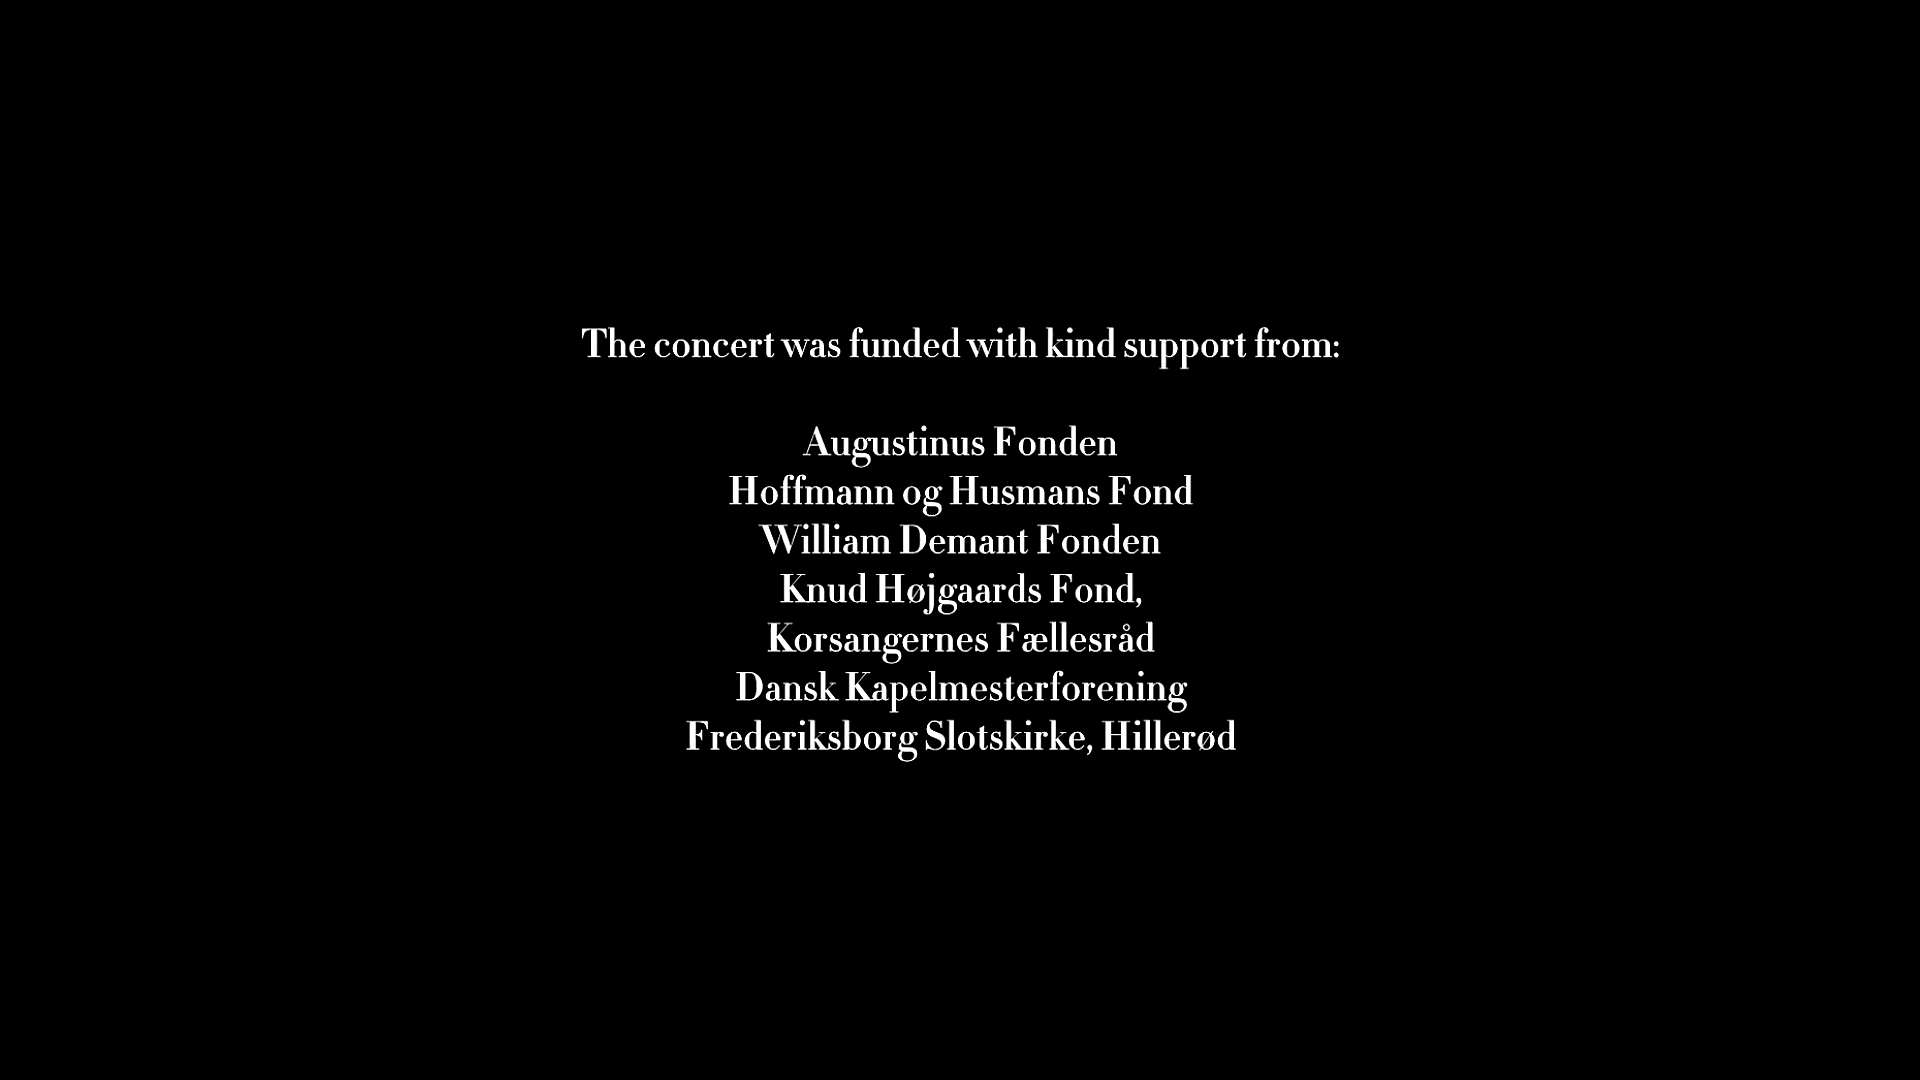 The concert was funded with kind support from:
Augustinus Fonden
Hoffmann og Husmans Fond
William Demant Fonden
Knud Højgaards Fond,
Korsangernes Fællesråd
Dansk Kapelmesterforening
Frederiksborg Slotskirke, Hillerød